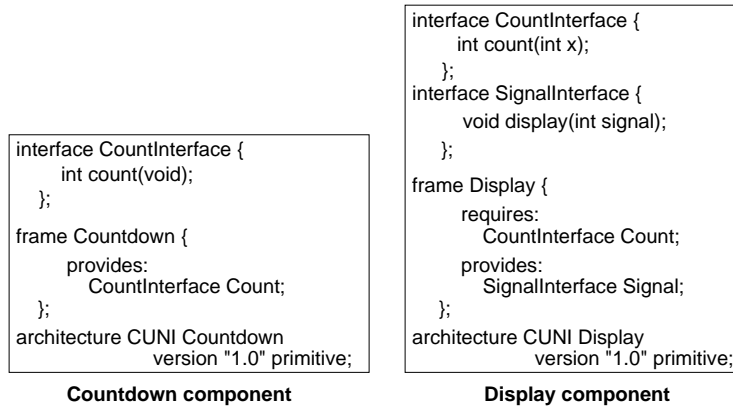 interface CountInterface {
int count(void);
};
frame Countdown {
provides:
CountInterface Count;
};
architecture CUNI Countdown
version "1.0" primitive;
Countdown component
interface CountInterface {
int count(int x);
};
interface SignalInterface {
void display(int signal);
};
frame Display {
requires:
CountInterface Count;
provides:
SignalInterface Signal;
};
architecture CUNI Display
version "1.0" primitive;
Display component